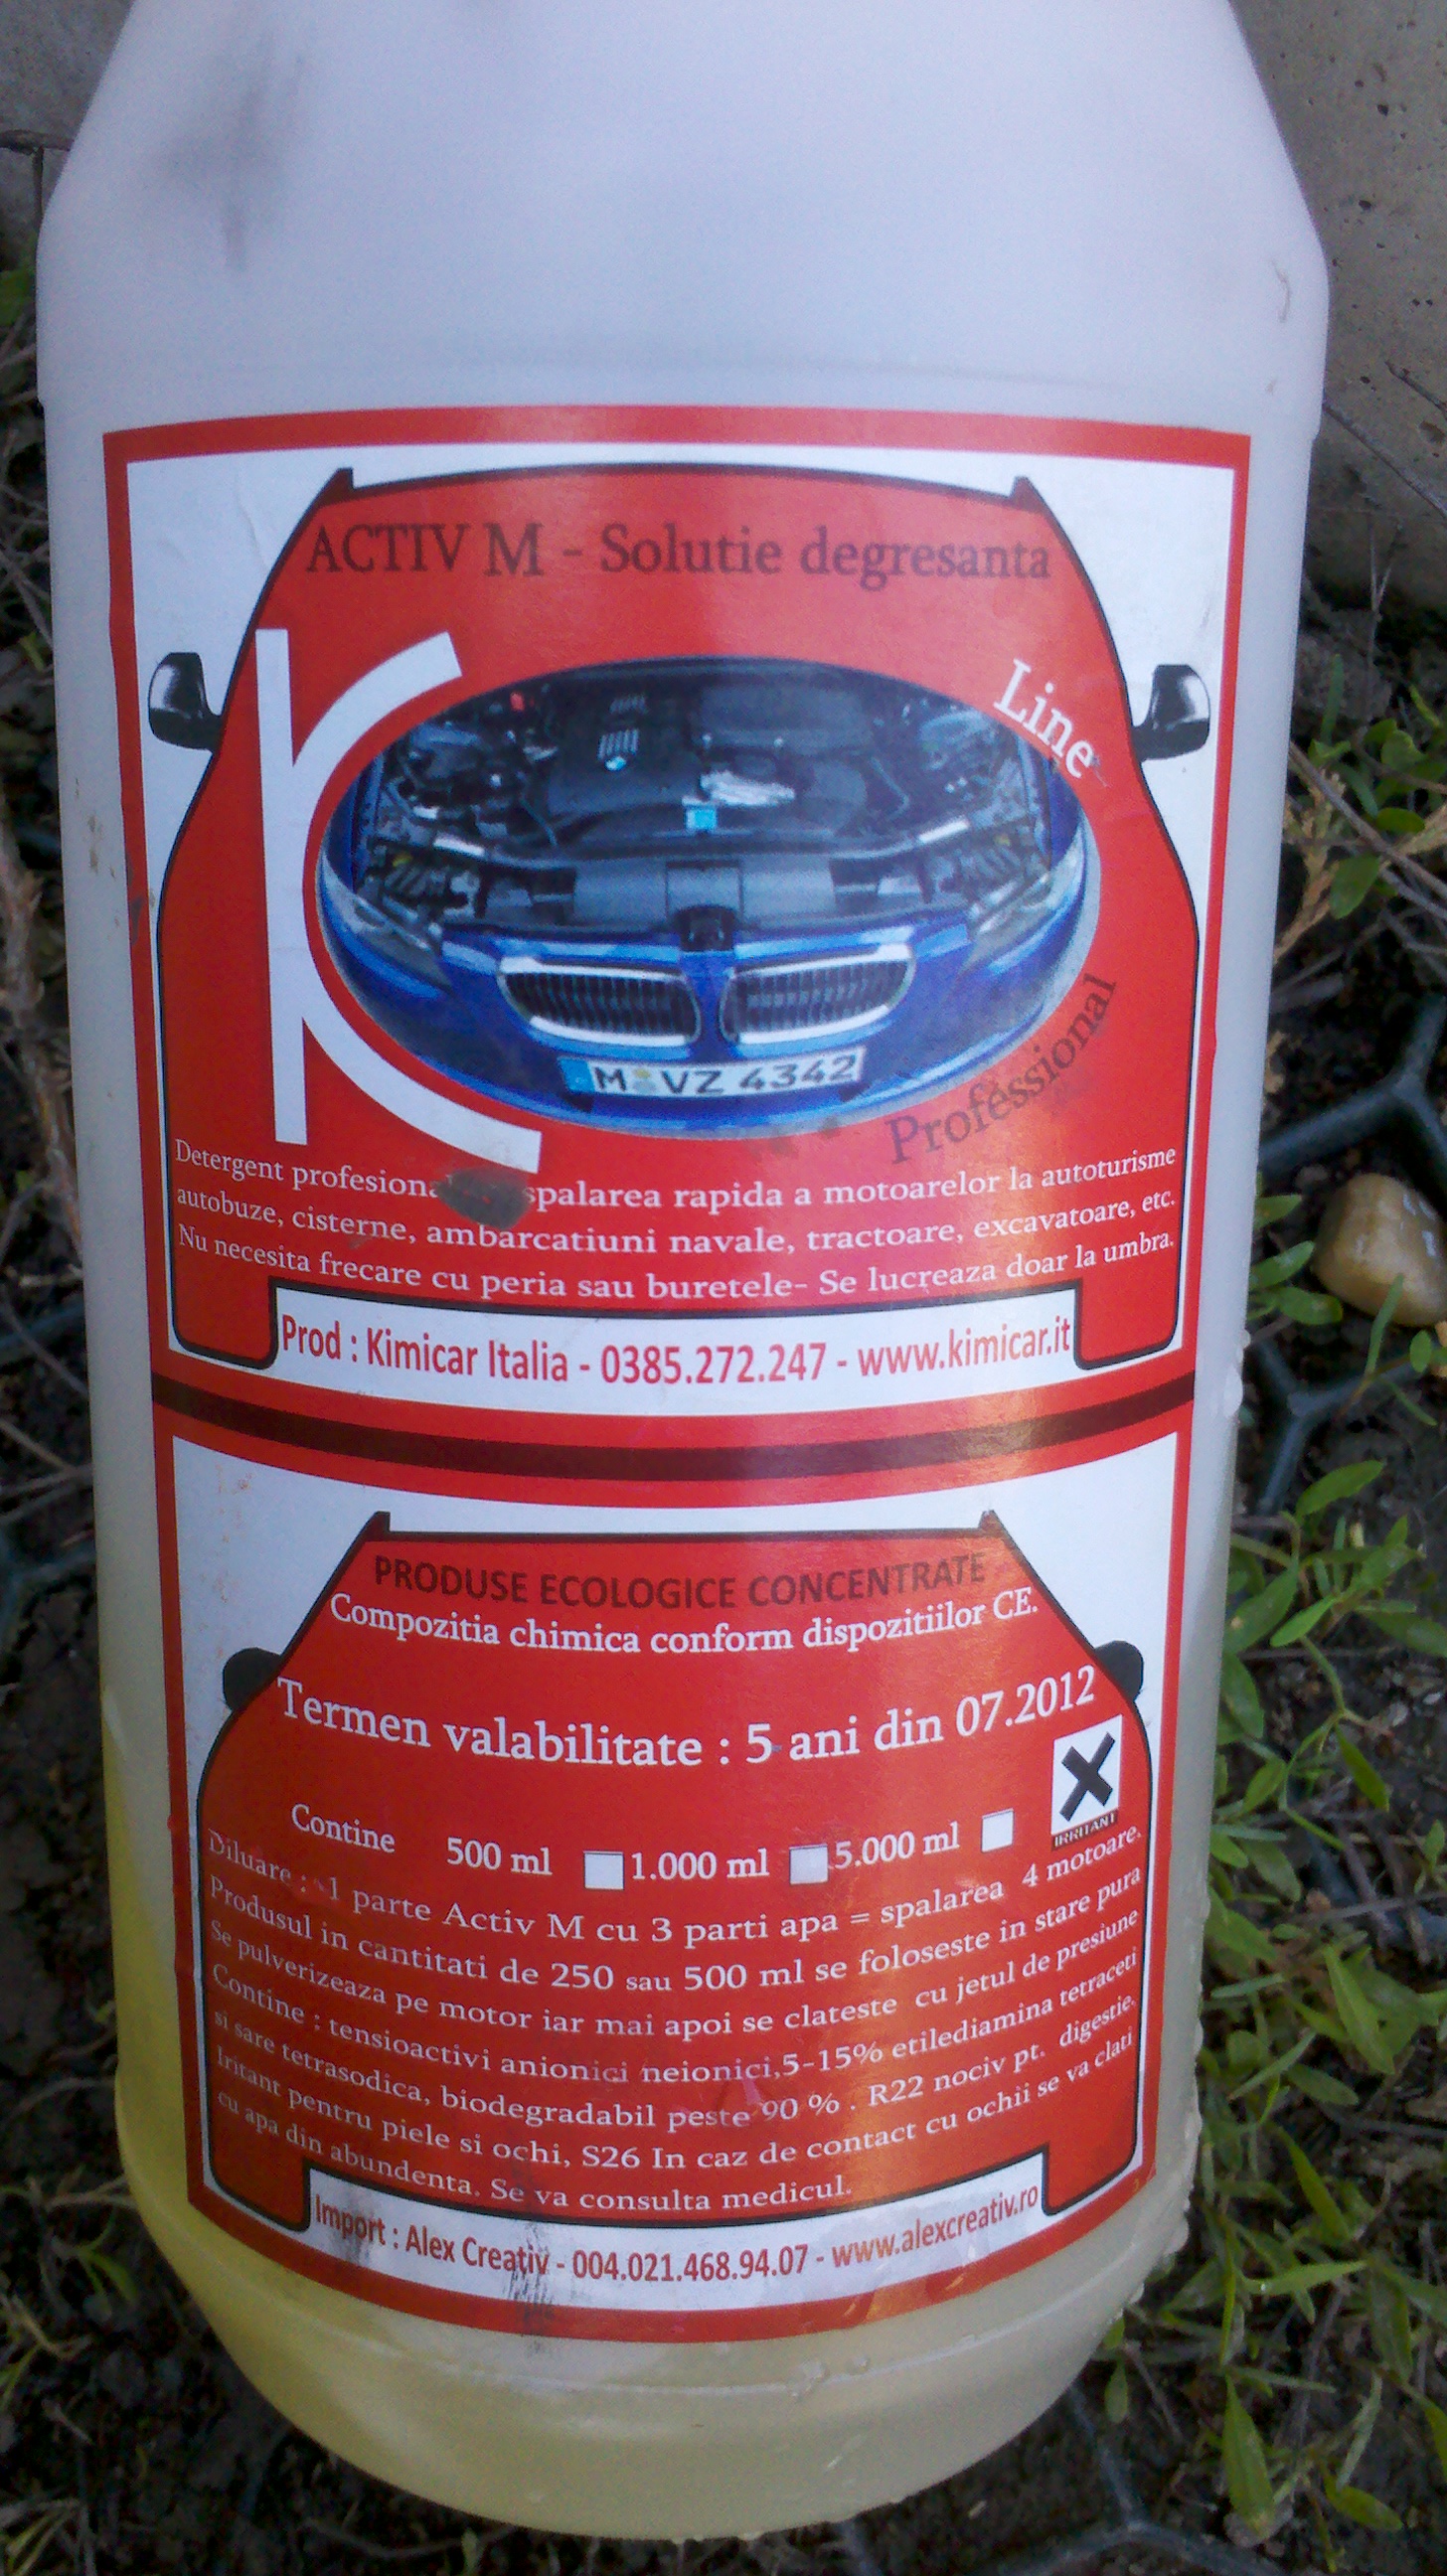 ACTIV M - Solutie degresanta
K
Line
M VZ 4342
Professional
Detergent profesiona spalarea rapida a motoarelor la autoturisme
autobuze, cisterne, ambarcatiuni navale, tractoare, excavatoare, etc.
Nu necesita frecare cu peria sau buretele- Se lucreaza doar la umbra.
Prod : Kimicar Italia - 0385.272.247 - www.kimicar.it
PRODUSE ECOLOGICE CONCENTRATE
Compozitia chimica conform dispozitiilor CE.
Termen valabilitate : 5 ani din 07.2012
Contine 500 ml 1.000 ml 5.000 ml
IRRITANT
Diluare : 1 parte Activ M cu 3 parti apa = spalarea 4 motoare.
Produsul in cantitati de 250 sau 500 ml se foloseste in stare pura
Se pulverizeaza pe motor iar mai apoi se clateste cu jetul de presiune
Contine : tensioactivi anionici neionici,5-15% etilediamina tetraceti
si sare tetrasodica, biodegradabil peste 90 % . R22 nociv pt. digestie.
Iritant pentru piele si ochi, S26 In caz de contact cu ochii se va clati
cu apa din abundenta. Se va consulta medicul.
Import : Alex Creativ - 004.021.468.94.07 - www.alexcreativ.ro